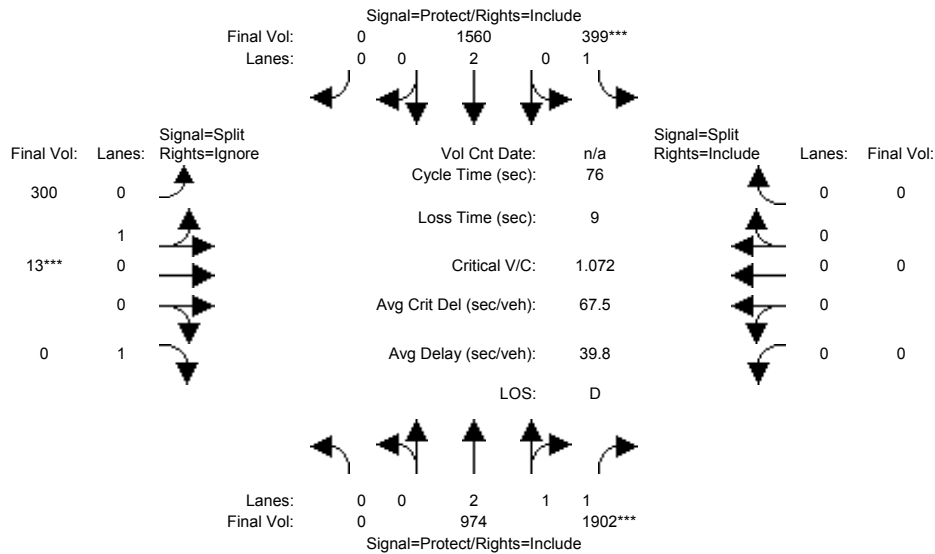 Signal=Protect/Rights=Include
Final Vol: 0 1560 399***
Lanes: 0 0 2 0 1
Signal=Split
Rights=Ignore
Final Vol: Lanes:
Vol Cnt Date: n/a
Signal=Split
Rights=Include
Lanes: Final Vol:
Cycle Time (sec): 76
300 0 0 0
Loss Time (sec): 9
1 0
13*** 0 Critical V/C: 1.072 0 0
0 Avg Crit Del (sec/veh): 67.5 0
0 1 Avg Delay (sec/veh): 39.8 0 0
LOS: D
Lanes: 0 0 2 1 1
Final Vol: 0 974 1902***
Signal=Protect/Rights=Include